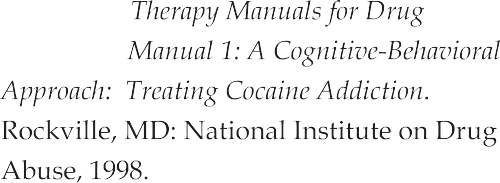 Therapy Manuals for Drug
Manual 1: A Cognitive-Behavioral
Approach: Treating Cocaine Addiction.
Rockville, MD: National Institute on Drug
Abuse, 1998.